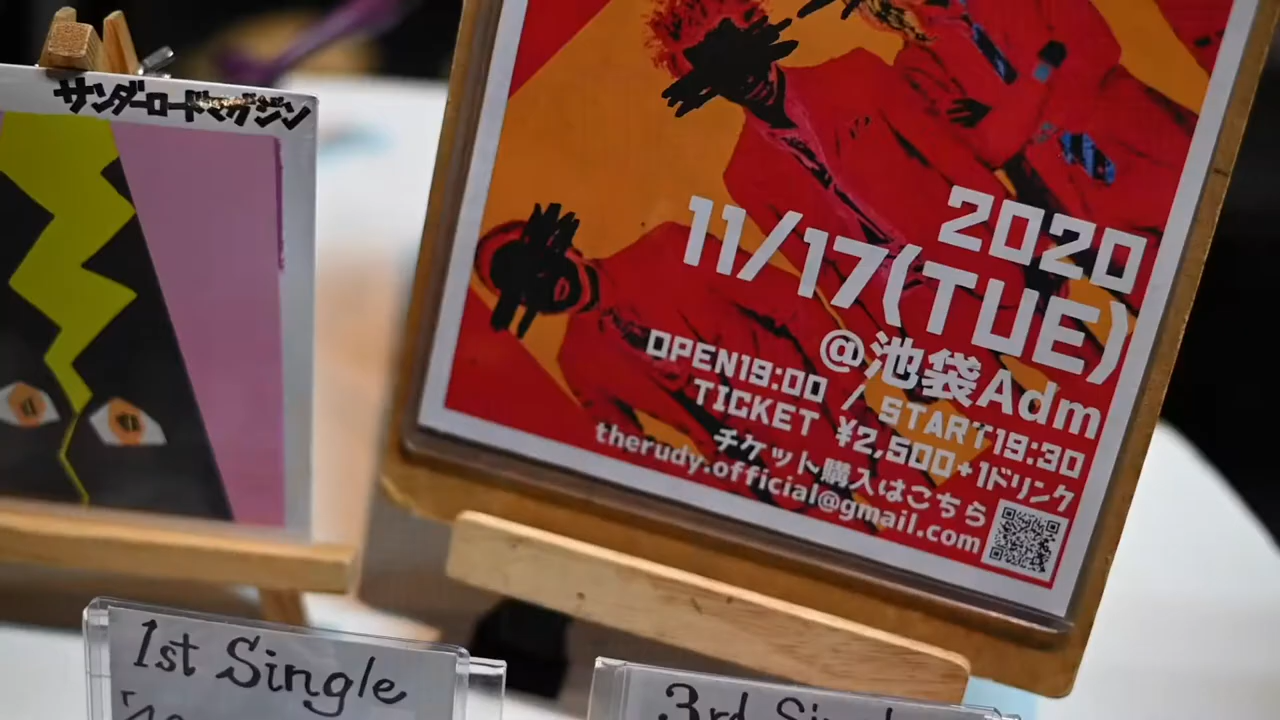 サンダーロードマガジン
2020
11/17(TUE)
@池袋Adm
OPEN19:00 / START19:30
TICKET ¥2,500+1ドリンク
チケット購入はこちら
therudy.official@gmail.com
1st Single
3rd Single